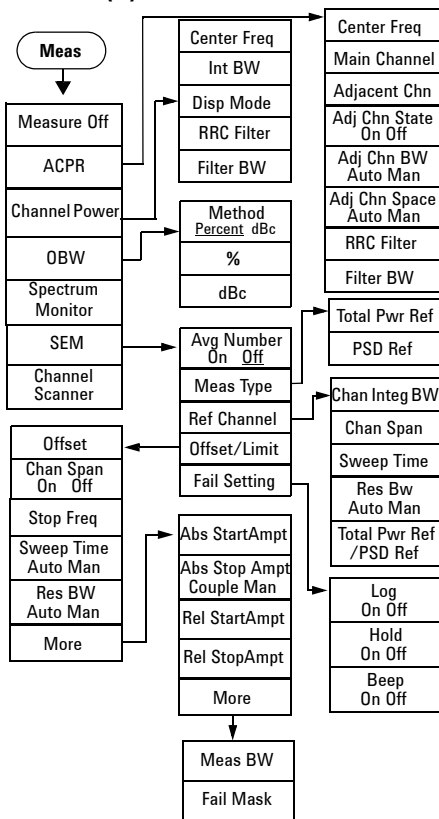 Meas
Measure Off
ACPR
Channel Power
OBW
Spectrum
Monitor
SEM
Channel
Scanner
Center Freq
Int BW
Disp Mode
RRC Filter
Filter BW
Center Freq
Main Channel
Adjacent Chn
Adj Chn State
On Off
Adj Chn BW
Auto Man
Adj Chn Space
Auto Man
RRC Filter
Filter BW
Method
Percent dBc
%
dBc
Avg Number
On Off
Meas Type
Ref Channel
Offset/Limit
Fail Setting
Total Pwr Ref
PSD Ref
Chan Integ BW
Chan Span
Sweep Time
Res Bw
Auto Man
Total Pwr Ref
/PSD Ref
Offset
Chan Span
On Off
Stop Freq
Sweep Time
Auto Man
Res BW
Auto Man
More
Abs StartAmpt
Abs Stop Ampt
Couple Man
Rel StartAmpt
Rel StopAmpt
More
Log
On Off
Hold
On Off
Beep
On Off
Meas BW
Fail Mask